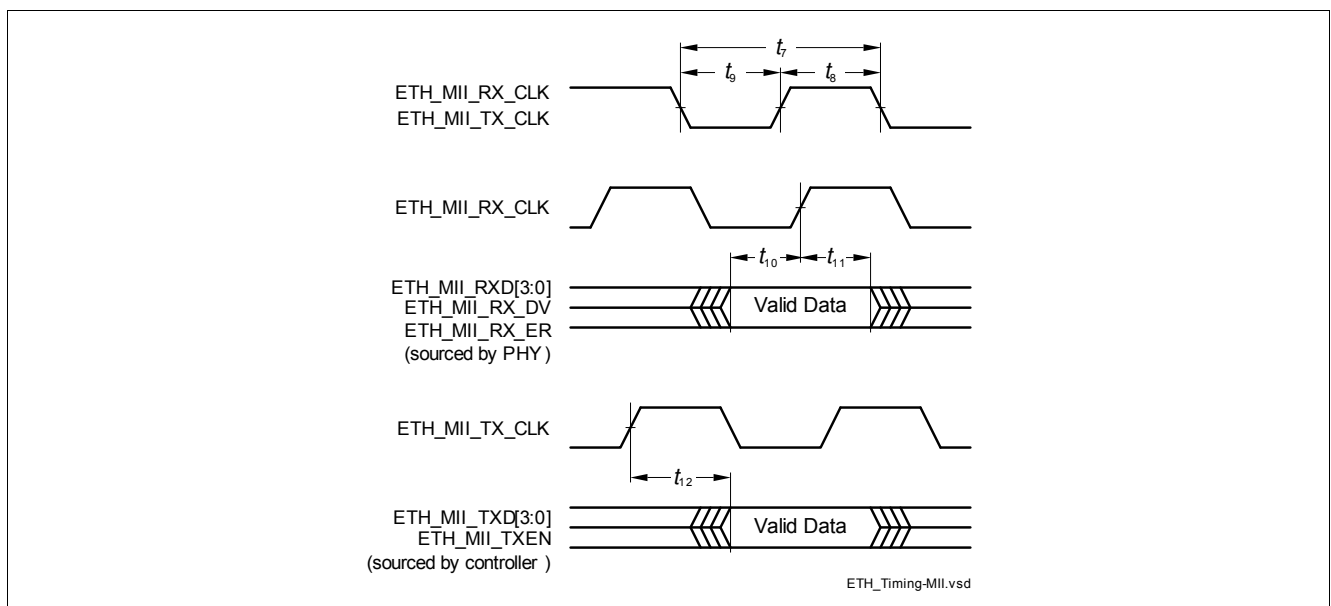 t7
t9
t8
ETH_MII_RX_CLK
ETH_MII_TX_CLK
ETH_MII_RX_CLK
t10
t11
ETH_MII_RXD[3:0]
ETH_MII_RX_DV
Valid Data
ETH_MII_RX_ER
(sourced by PHY )
ETH_MII_TX_CLK
t12
ETH_MII_TXD[3:0]
Valid Data
ETH_MII_TXEN
(sourced by controller )
ETH_Timing-MII.vsd